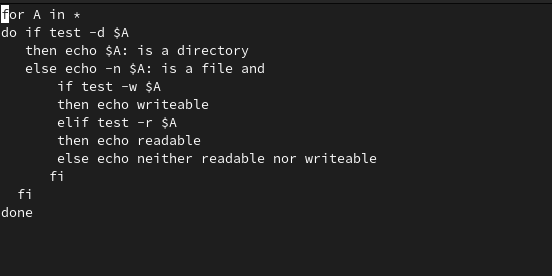 for A in *
do if test -d $A
   then echo $A: is a directory
   else echo -n $A: is a file and
       if test -w $A
       then echo writeable
       elif test -r $A
       then echo readable
       else echo neither readable nor writeable
      fi
  fi
done